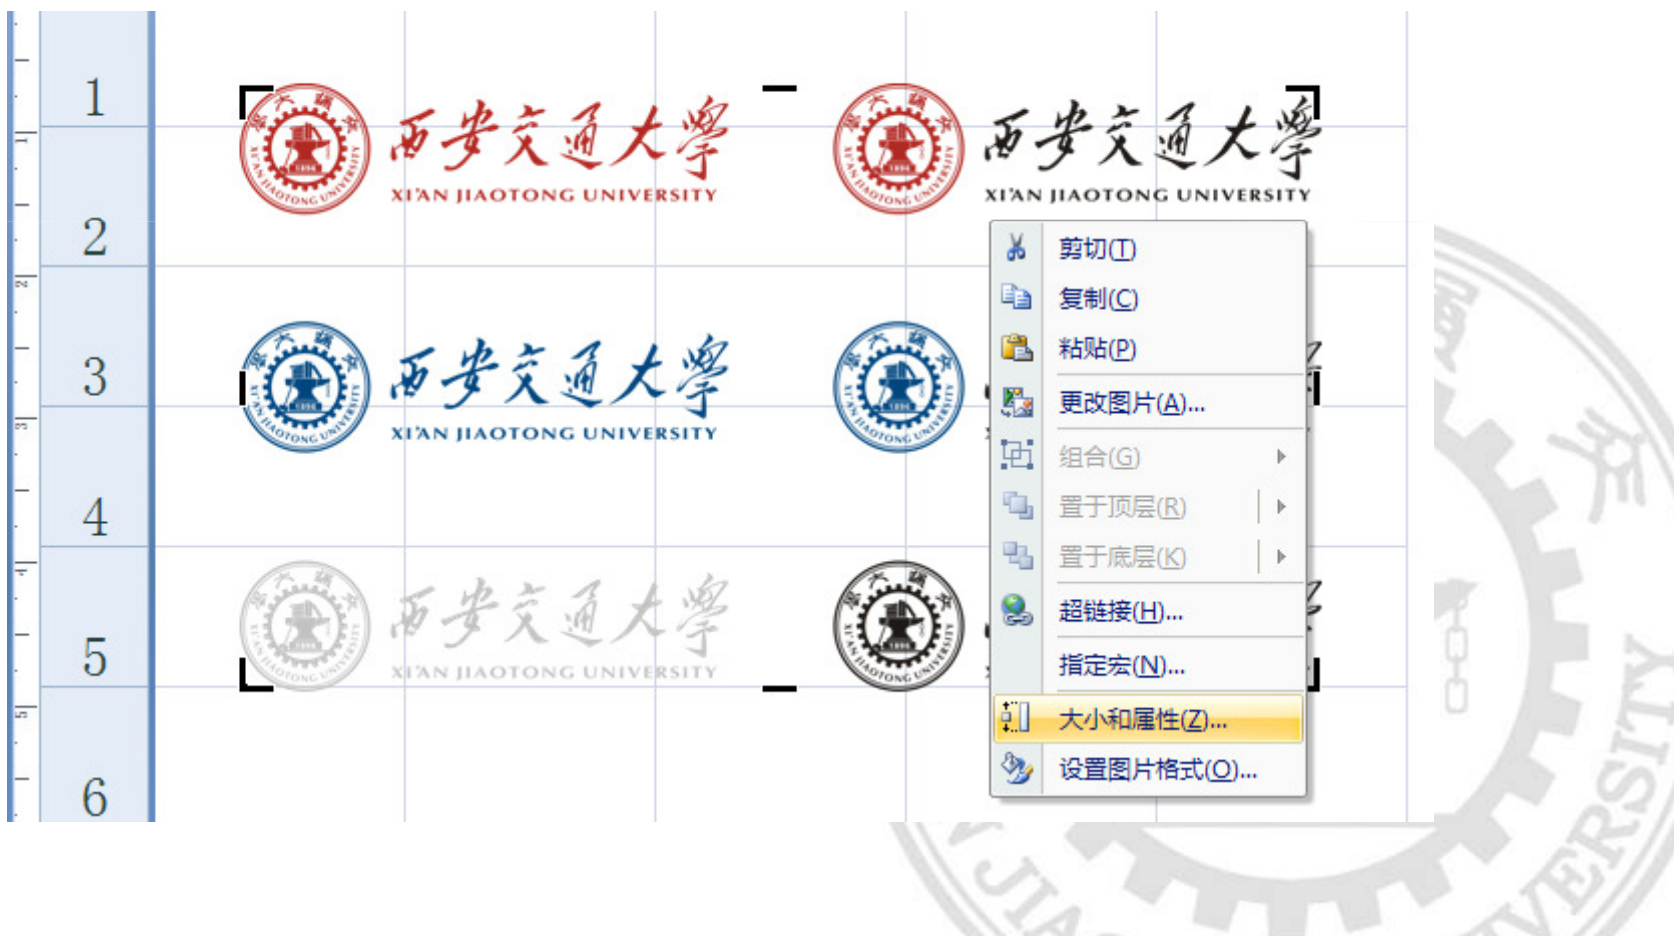 1
西安交通大学
XI'AN JIAOTONG UNIVERSITY
西安交通大学
XI'AN JIAOTONG UNIVERSITY
2
剪切(T)
复制(C)
3
西安交通大学
XI'AN JIAOTONG UNIVERSITY
粘贴(P)
更改图片(A)...
组合(G)
4
置于顶层(R)
置于底层(K)
5
西安交通大学
XI'AN JIAOTONG UNIVERSITY
超链接(H)...
指定宏(N)...
大小和属性(Z)...
6
设置图片格式(O)...